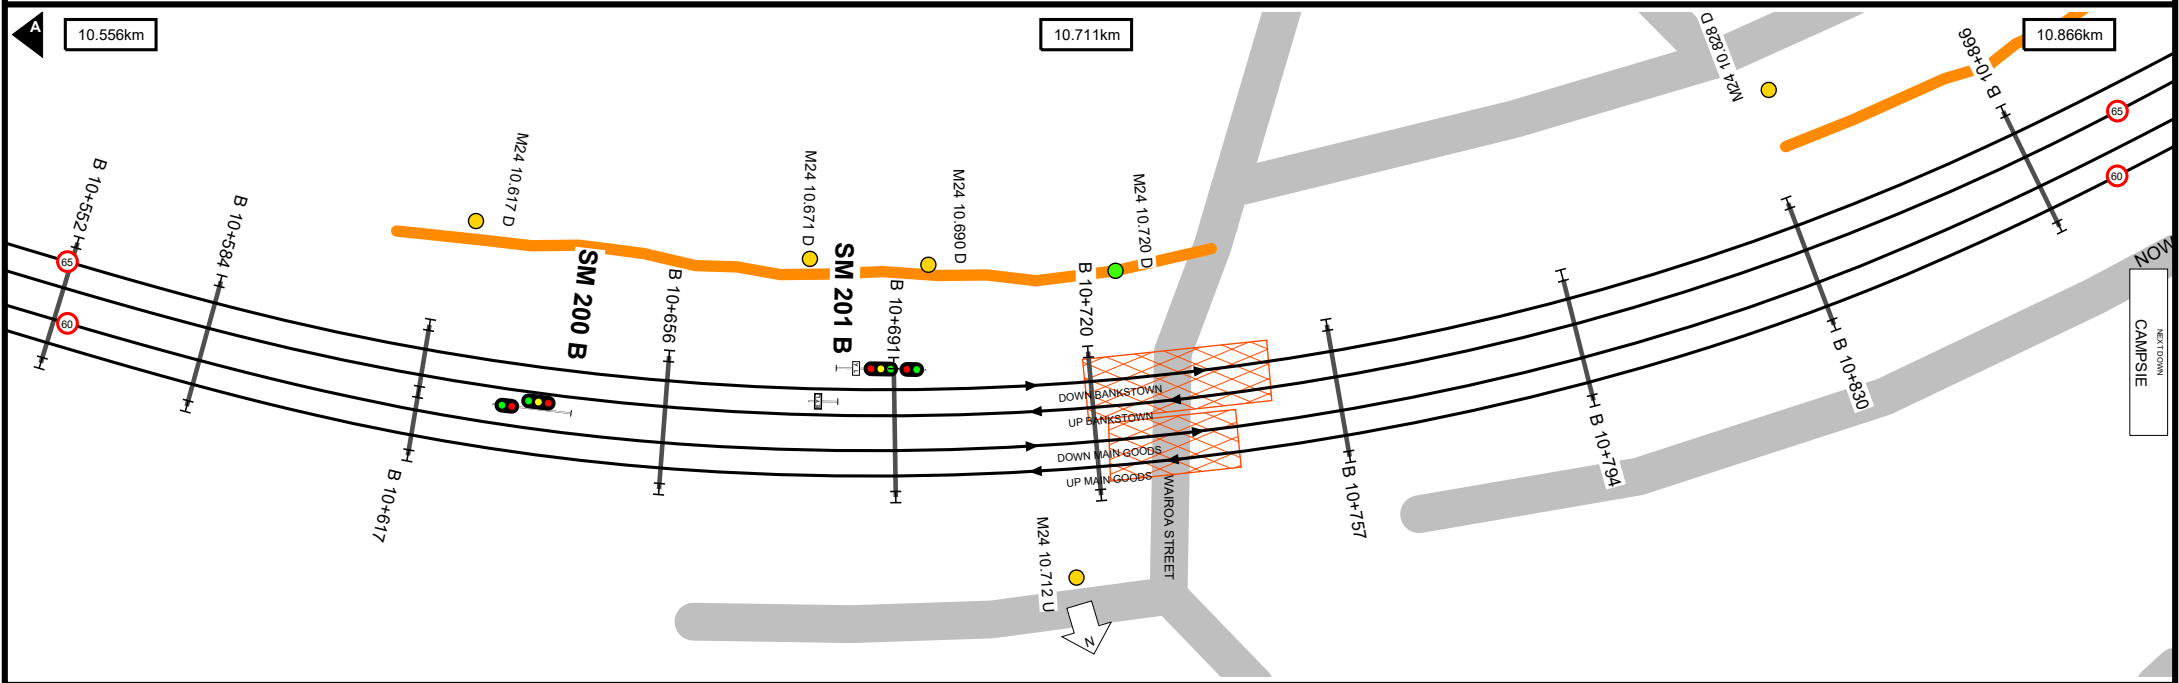 A
10.556km
10.711km
10.866km
M24 10.828 D
B 10+866
65
60
B 10+552
B 10+584
M24 10.617 D
M24 10.671 D
M24 10.690 D
M24 10.720 D
SM 200 B
B 10+656
SM 201 B
B 10+691
B 10+720
65
60
B 10+617
DOWN BANKSTOWN
UP BANKSTOWN
DOWN MAIN GOODS
UP MAIN GOODS
WAIROA STREET
B 10+757
B 10+794
B 10+830
M24 10.712 U
N
NEXT DOWN
CAMPSIE